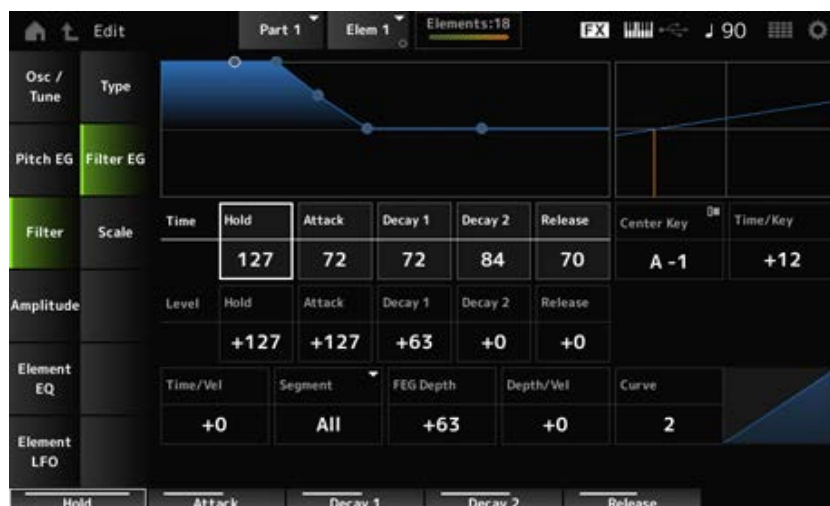 Edit Part 1 Elem 1 Elements:18 FX ♩ 90
Osc /
Tune
Type
Pitch EG Filter EG
Filter Scale
Time Hold Attack Decay 1 Decay 2 Release Center Key Time/Key
127 72 72 84 70 A -1 +12
Amplitude
Level Hold Attack Decay 1 Decay 2 Release
+127 +127 +63 +0 +0
Element
EQ
Time/Vel Segment FEG Depth Depth/Vel Curve
+0 All +63 +0 2
Element
LFO
Hold Attack Decay 1 Decay 2 Release